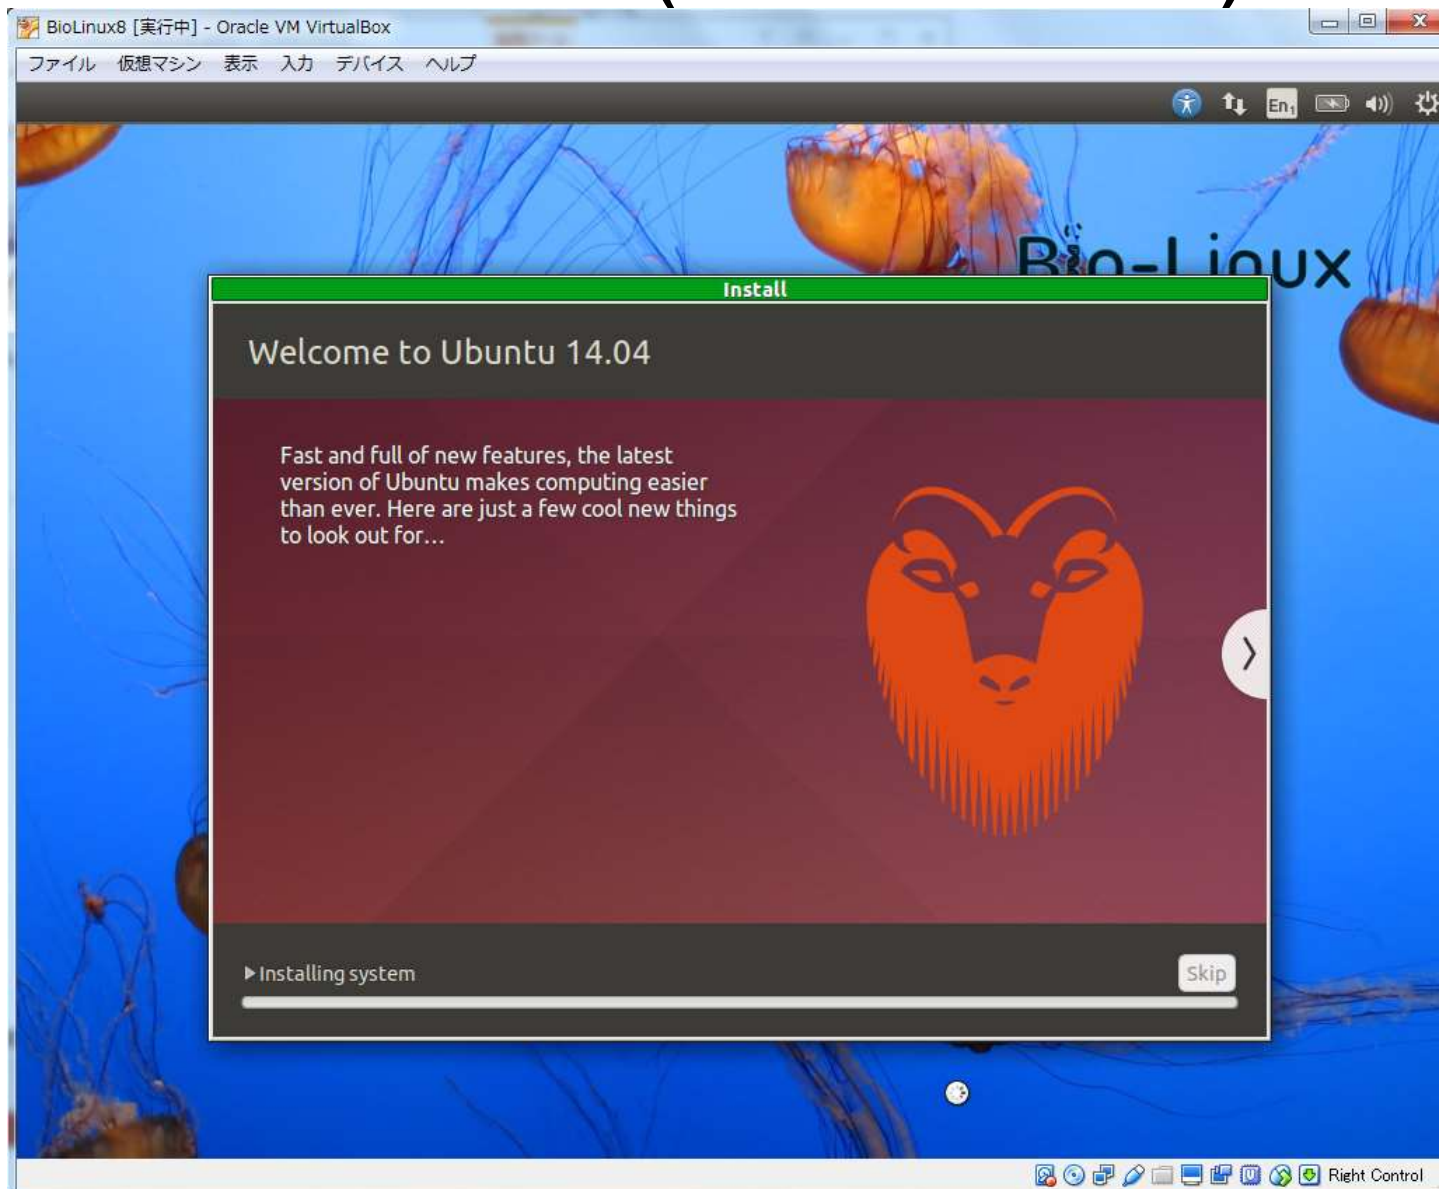 BioLinux8 [実行中] - Oracle VM VirtualBox
ファイル 仮想マシン 表示 入力 デバイス ヘルプ
En1
Bio-Linux
Install
Welcome to Ubuntu 14.04
Fast and full of new features, the latest
version of Ubuntu makes computing easier
than ever. Here are just a few cool new things
to look out for…
Installing system
Skip
Right Control